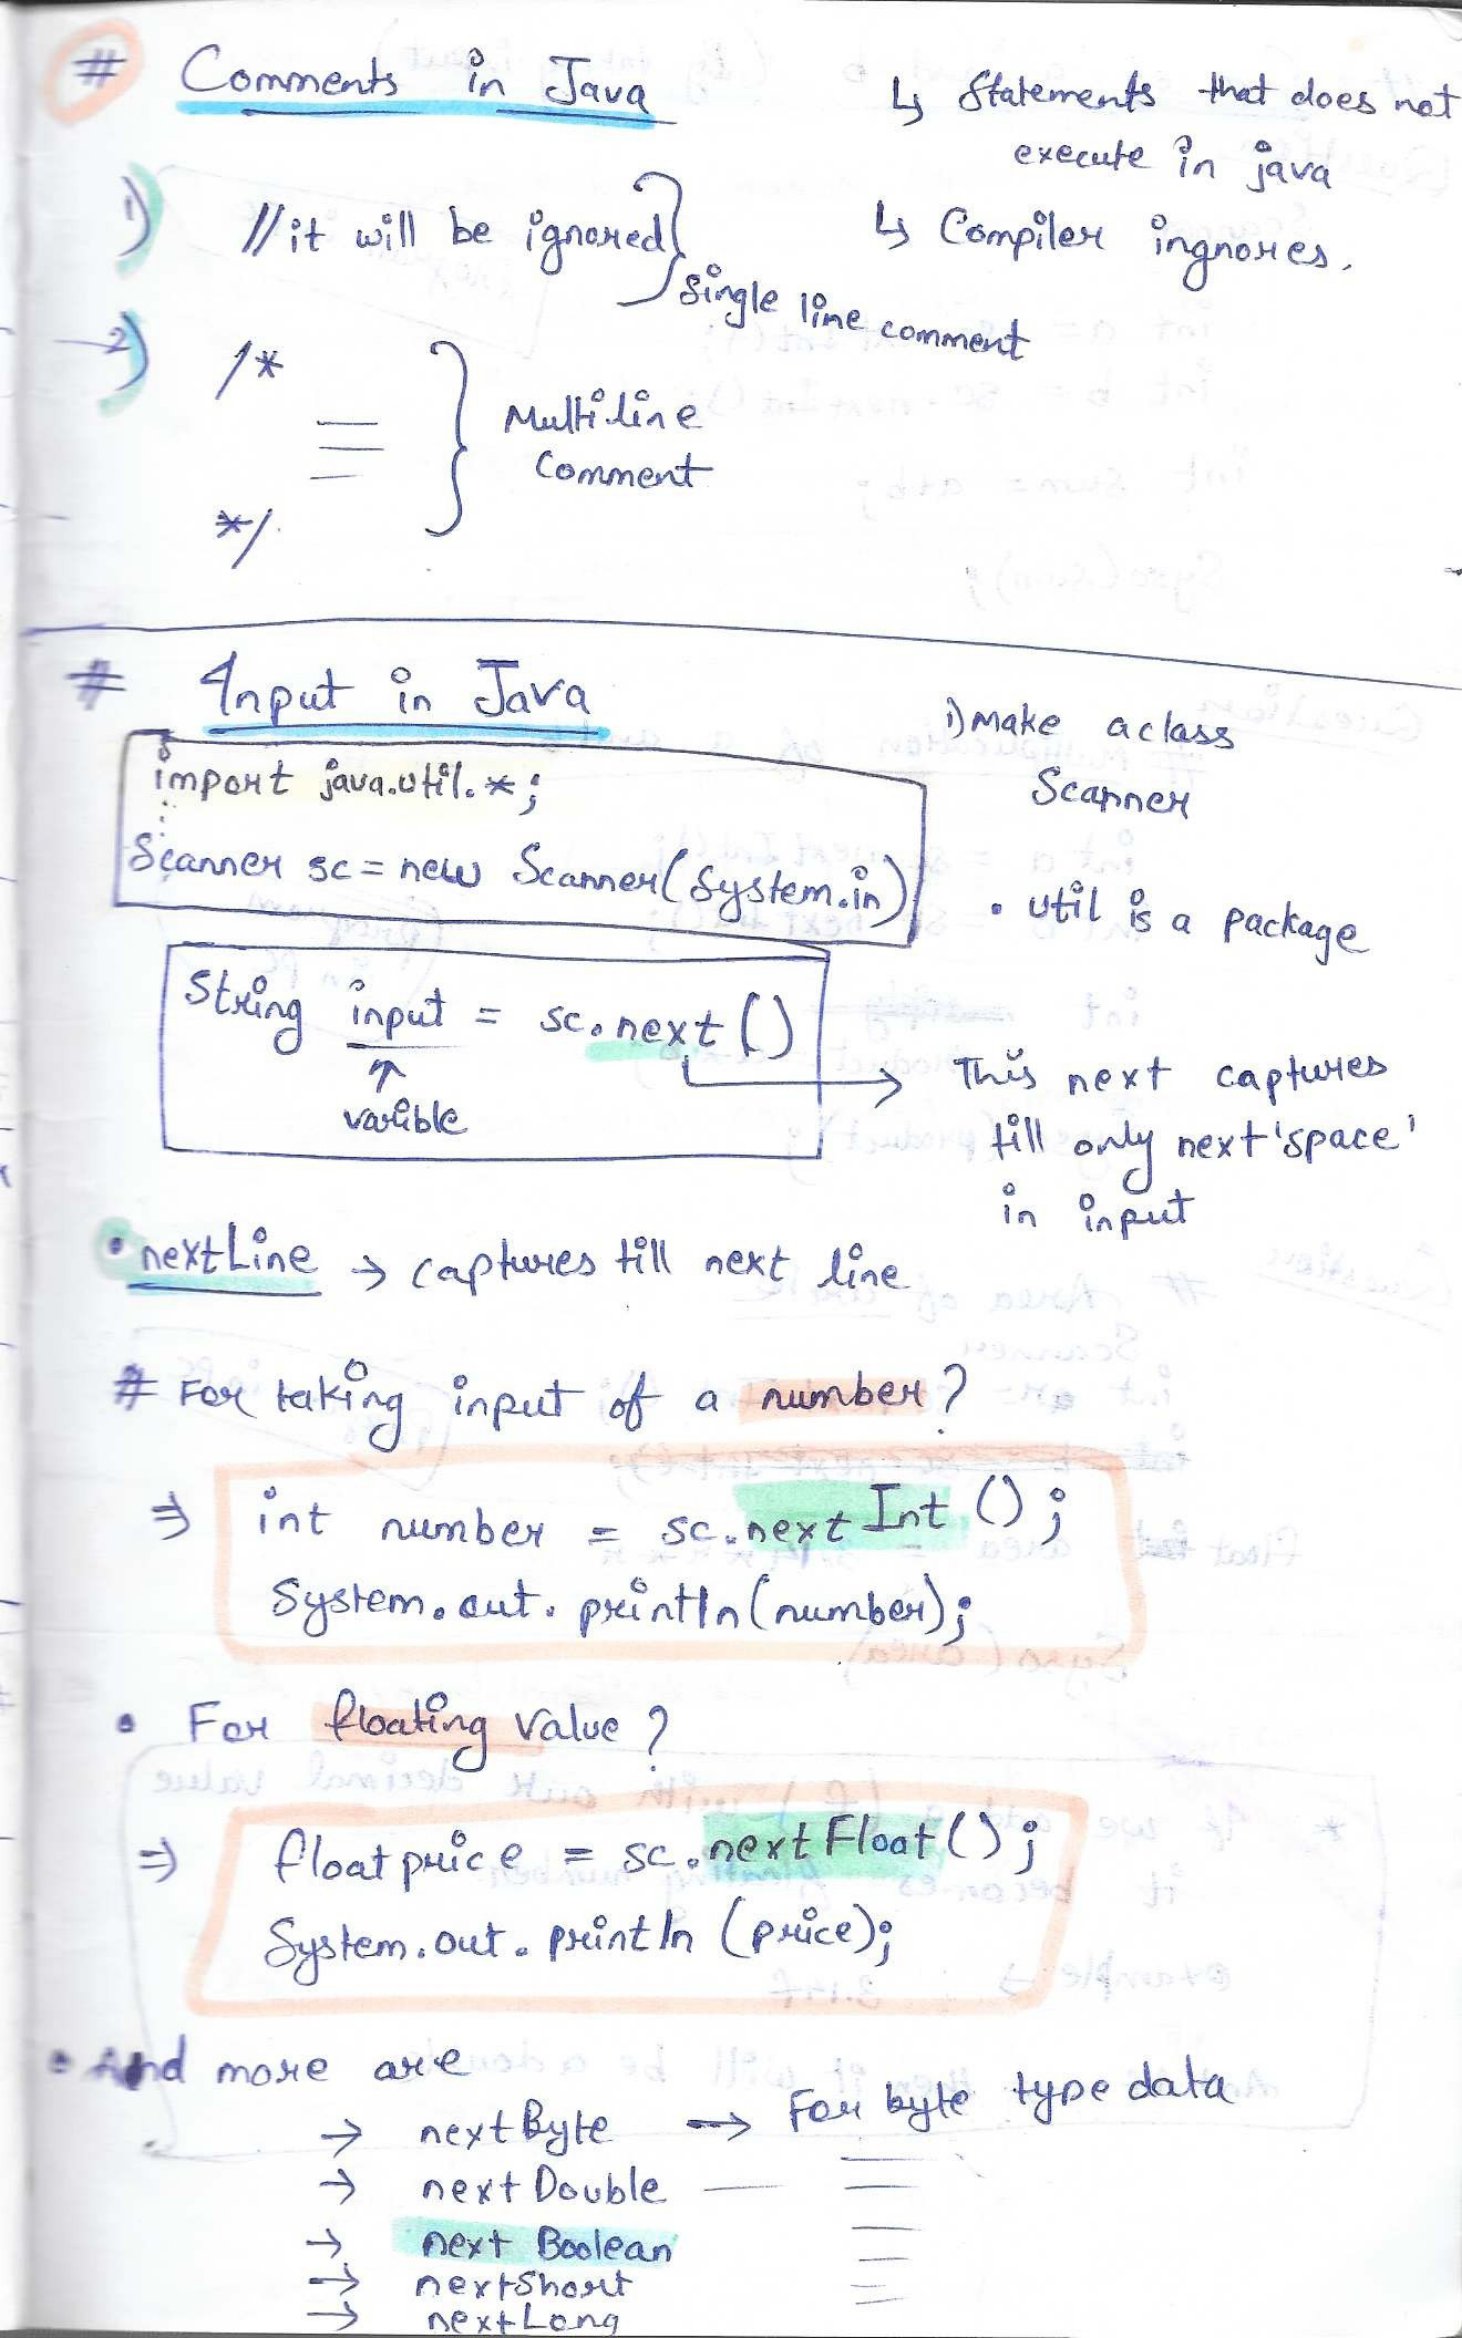 # Comments in Java
↳ Statements that does not
execute in java
↳ Compiler ingnores.
1) //it will be ignored
Single line comment
2) /*
Multiline
Comment
*/
# Input in Java
import java.util.*;
Scanner sc = new Scanner(System.in)
1) Make a class
Scanner
• util is a package
String input = sc.next()
↑
varible
→ This next captures
till only next 'space'
in input
• nextLine → captures till next line
# For taking input of a number?
⇒ int number = sc.nextInt();
System.out.println(number);
• For floating value?
⇒ float price = sc.nextFloat();
System.out.println (price);
• And more are
→ nextByte → For byte type data
→ nextDouble —
→ next Boolean
→ nextShort
→ nextLong